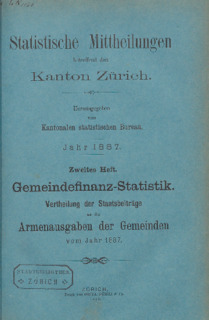 Statistische Mittheilungen
betreffend den
Kanton Zürich.
Herausgegeben
vom
Kantonalen statistischen Bureau.
Jahr 1887.
Zweites Heft.
Gemeindefinanz-Statistik.
Vertheilung der Staatsbeiträge
an die
Armenausgaben der Gemeinden
vom Jahr 1887.
ZÜRICH
ZÜRICH.